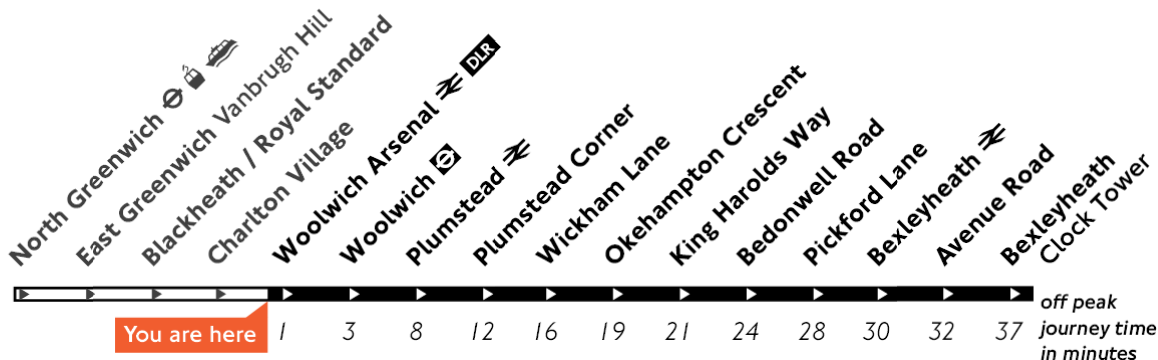 North Greenwich
East Greenwich Vanbrugh Hill
Blackheath / Royal Standard
Charlton Village
Woolwich Arsenal DLR
Woolwich
Plumstead
Plumstead Corner
Wickham Lane
Okehampton Crescent
King Harolds Way
Bedonwell Road
Pickford Lane
Bexleyheath
Avenue Road
Bexleyheath
Clock Tower
You are here
1 3 8 12 16 19 21 24 28 30 32 37
off peak
journey time
in minutes